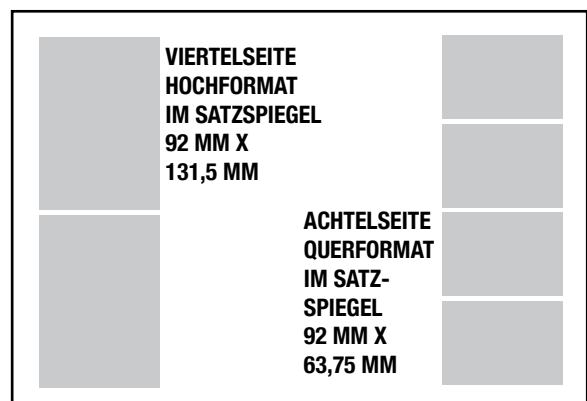 VIERTELSEITE
HOCHFORMAT
IM SATZSPIEGEL
92 MM X
131,5 MM
ACHTELSEITE
QUERFORMAT
IM SATZ-
SPIEGEL
92 MM X
63,75 MM